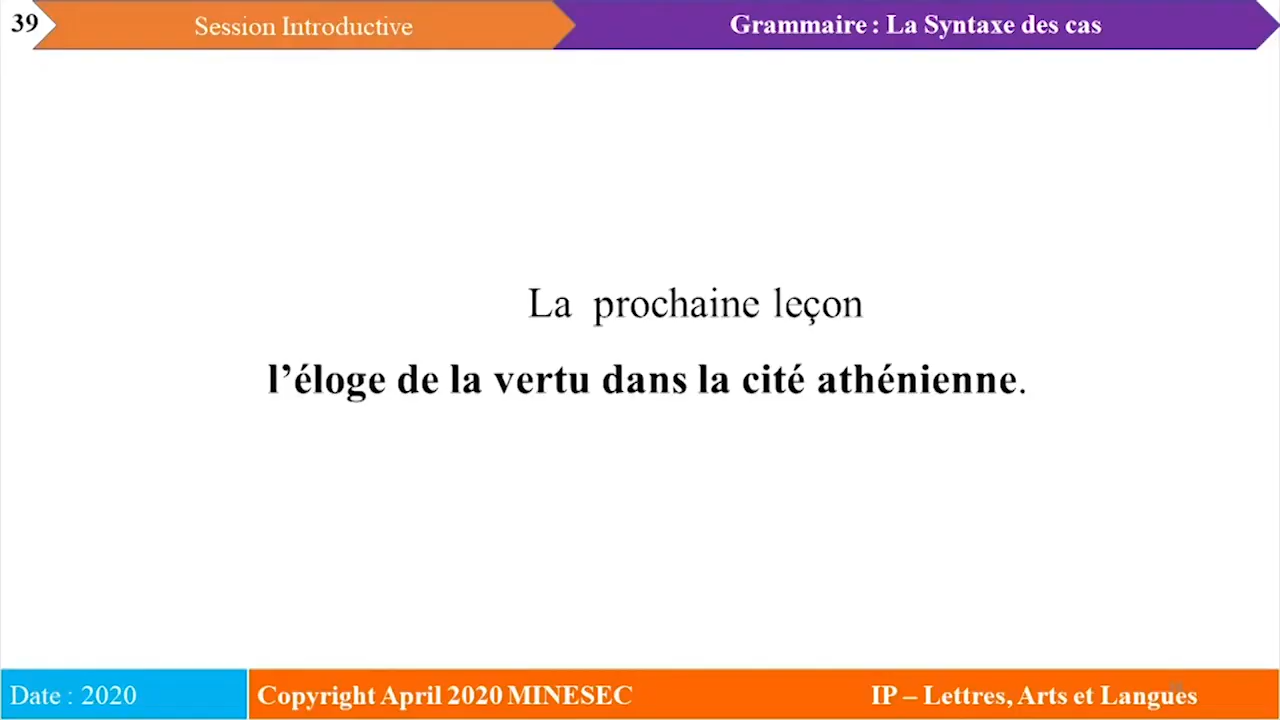 39
Session Introductive
Grammaire : La Syntaxe des cas
La prochaine leçon
l’éloge de la vertu dans la cité athénienne.
Date : 2020
Copyright April 2020 MINESEC
IP – Lettres, Arts et Langues